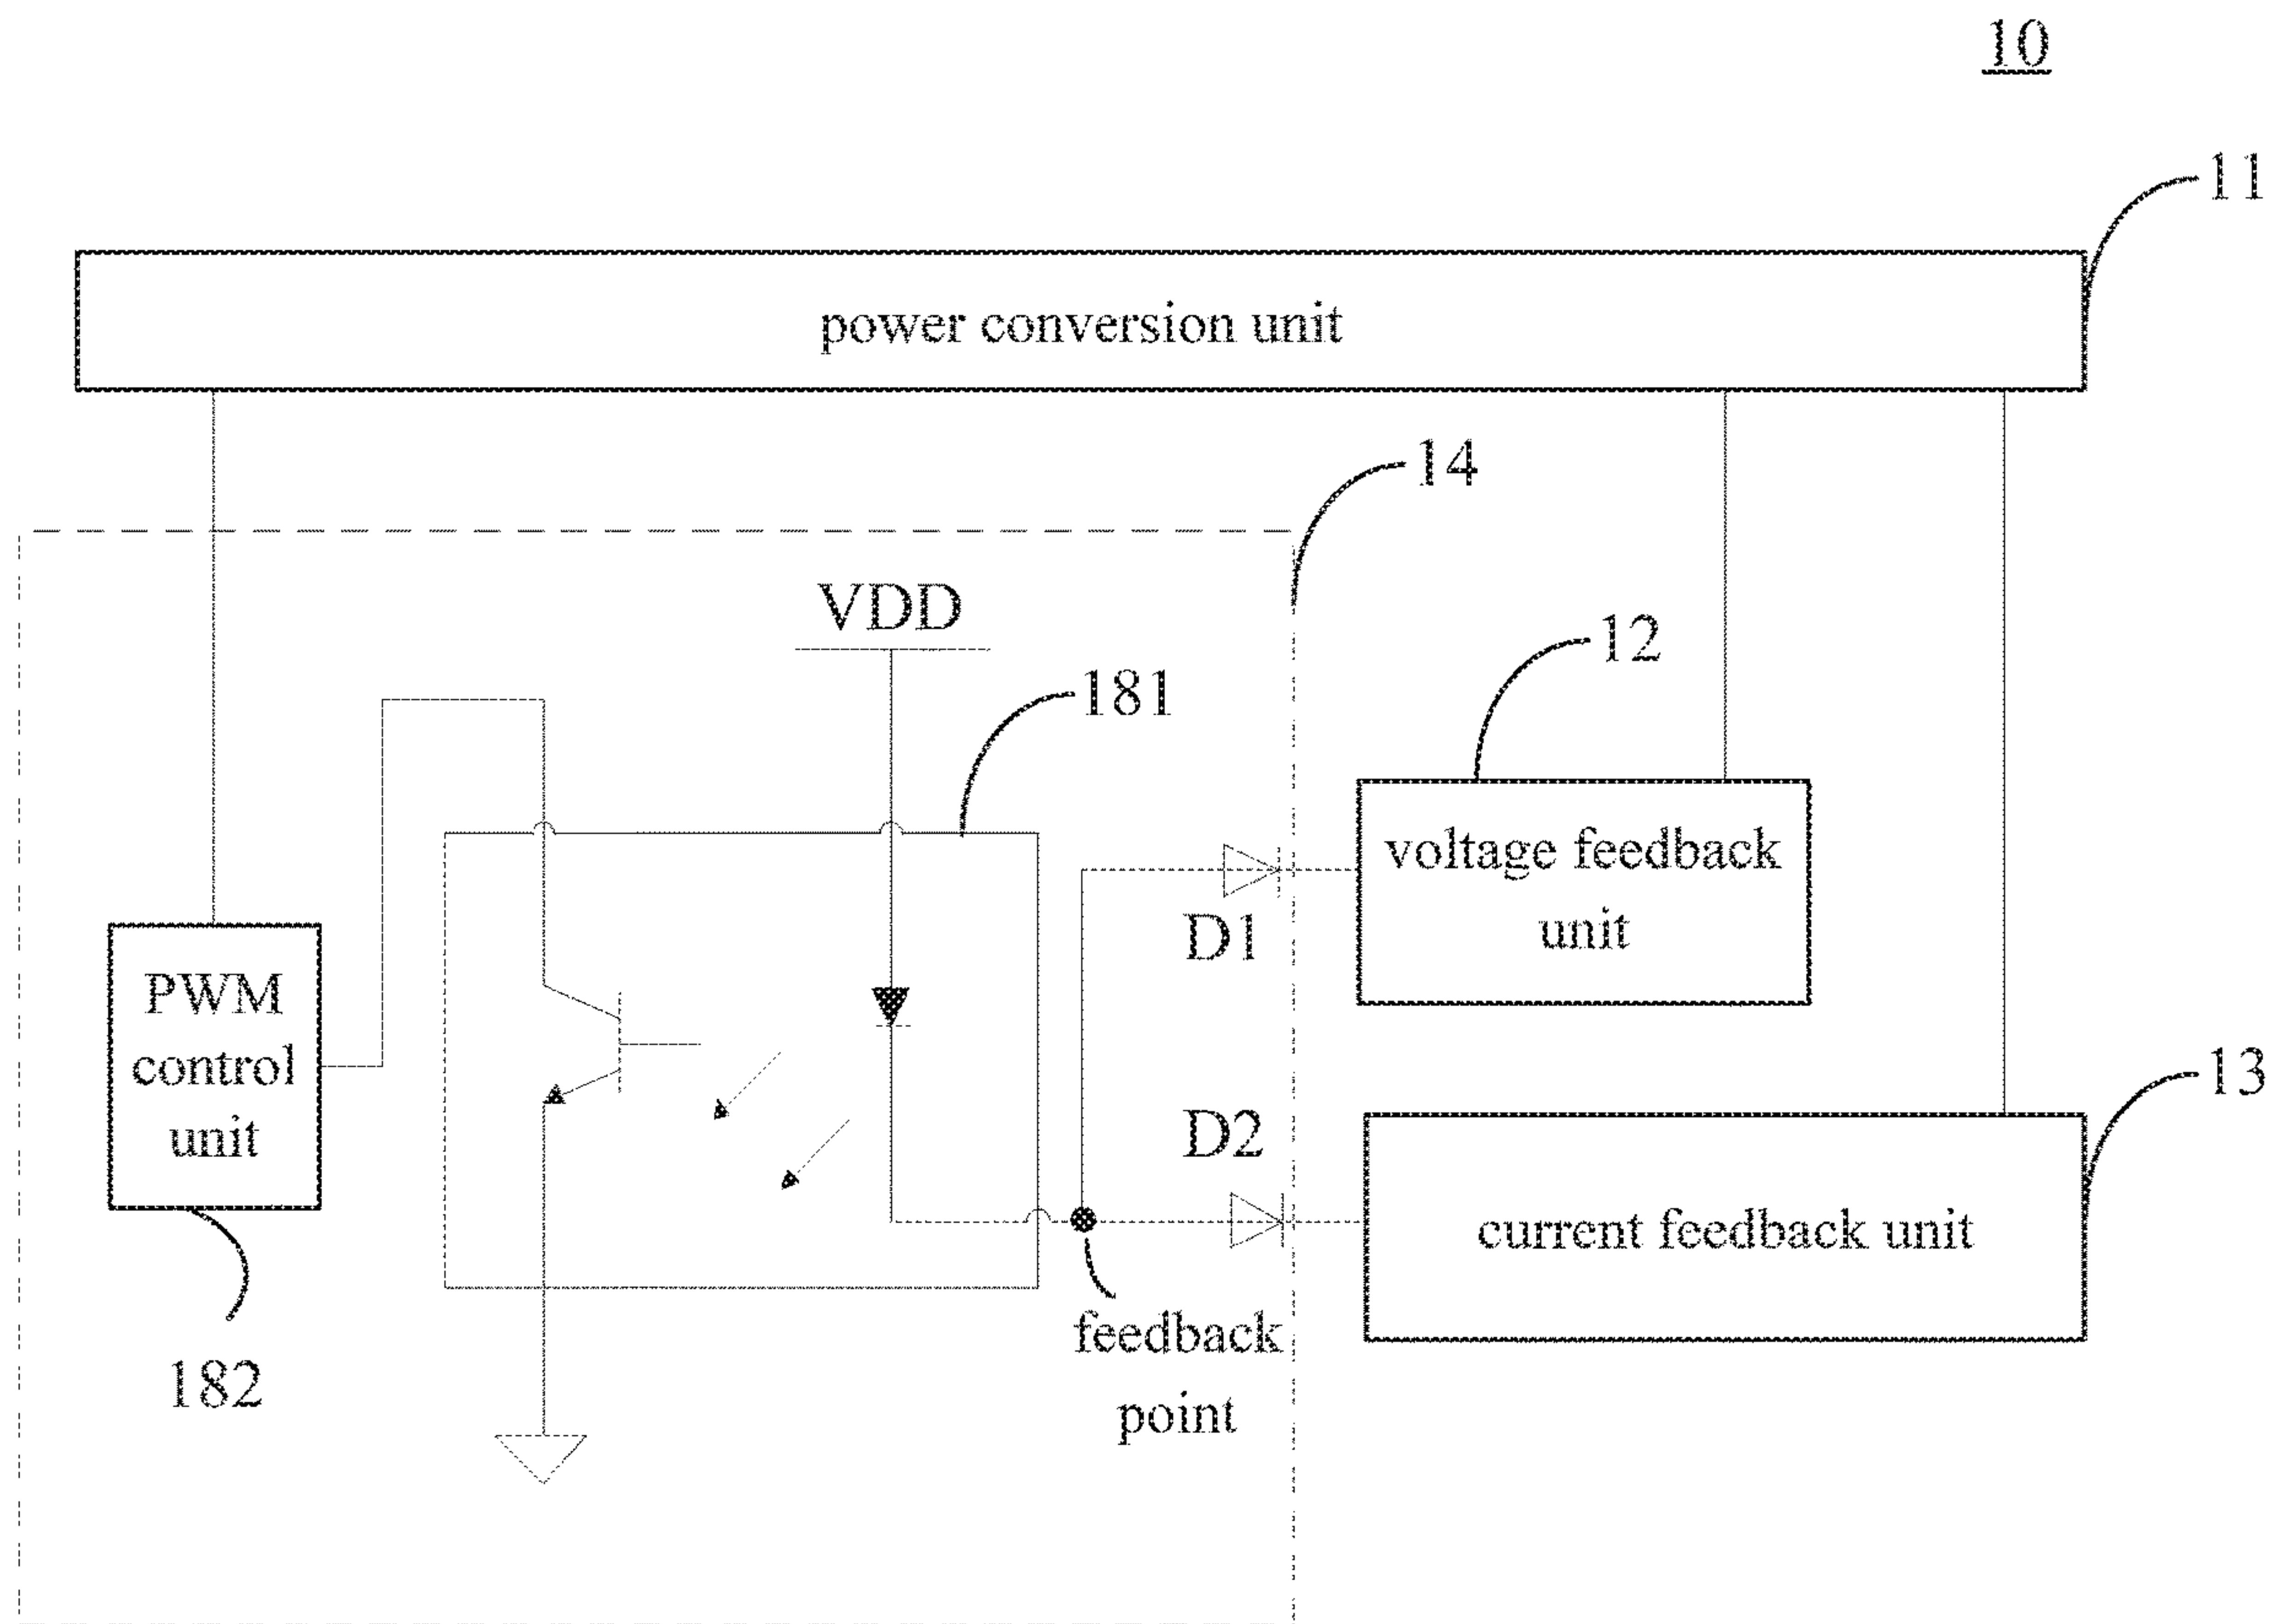 10
11
power conversion unit
14
VDD
12
181
voltage feedback
unit
D1
PWM
control
unit
13
D2
current feedback unit
feedback
point
182